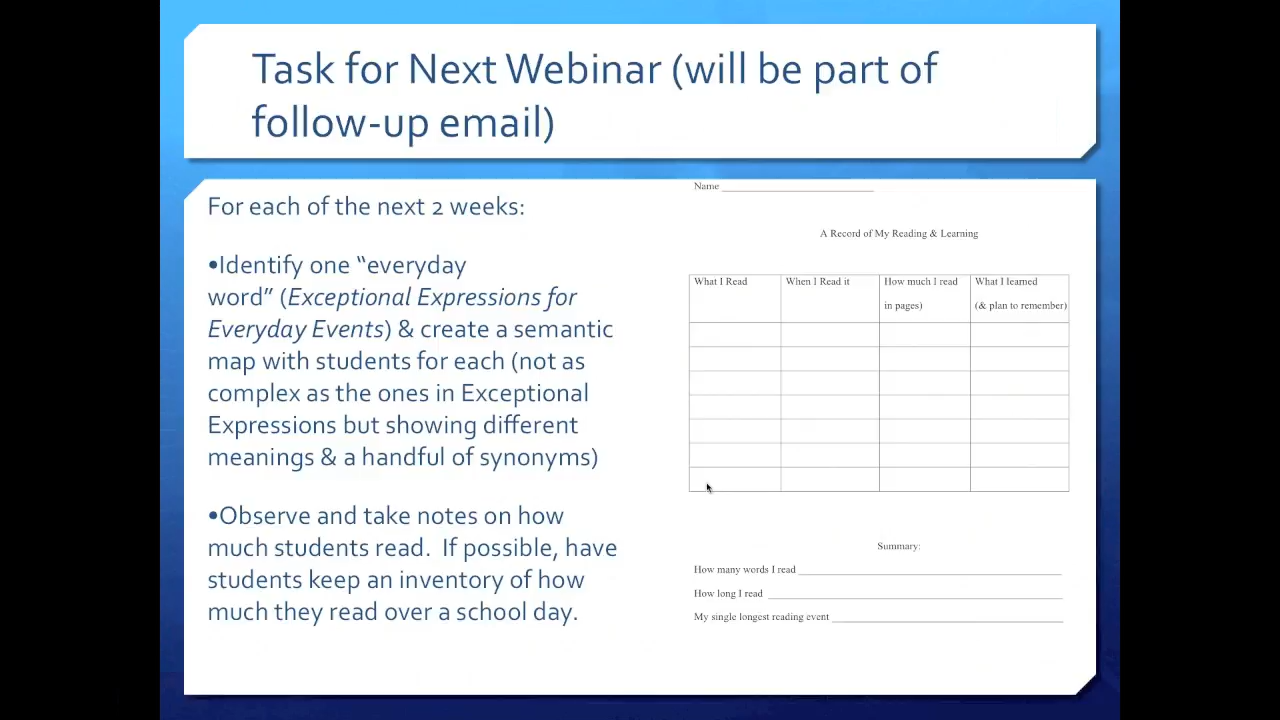 Task for Next Webinar (will be part of
follow-up email)
For each of the next 2 weeks:
•Identify one “everyday
word” (Exceptional Expressions for
Everyday Events) & create a semantic
map with students for each (not as
complex as the ones in Exceptional
Expressions but showing different
meanings & a handful of synonyms)
•Observe and take notes on how
much students read.  If possible, have
students keep an inventory of how
much they read over a school day.
Name
A Record of My Reading & Learning
What I Read
When I Read it
How much I read
in pages)
What I learned
(& plan to remember)
Summary:
How many words I read
How long I read
My single longest reading event